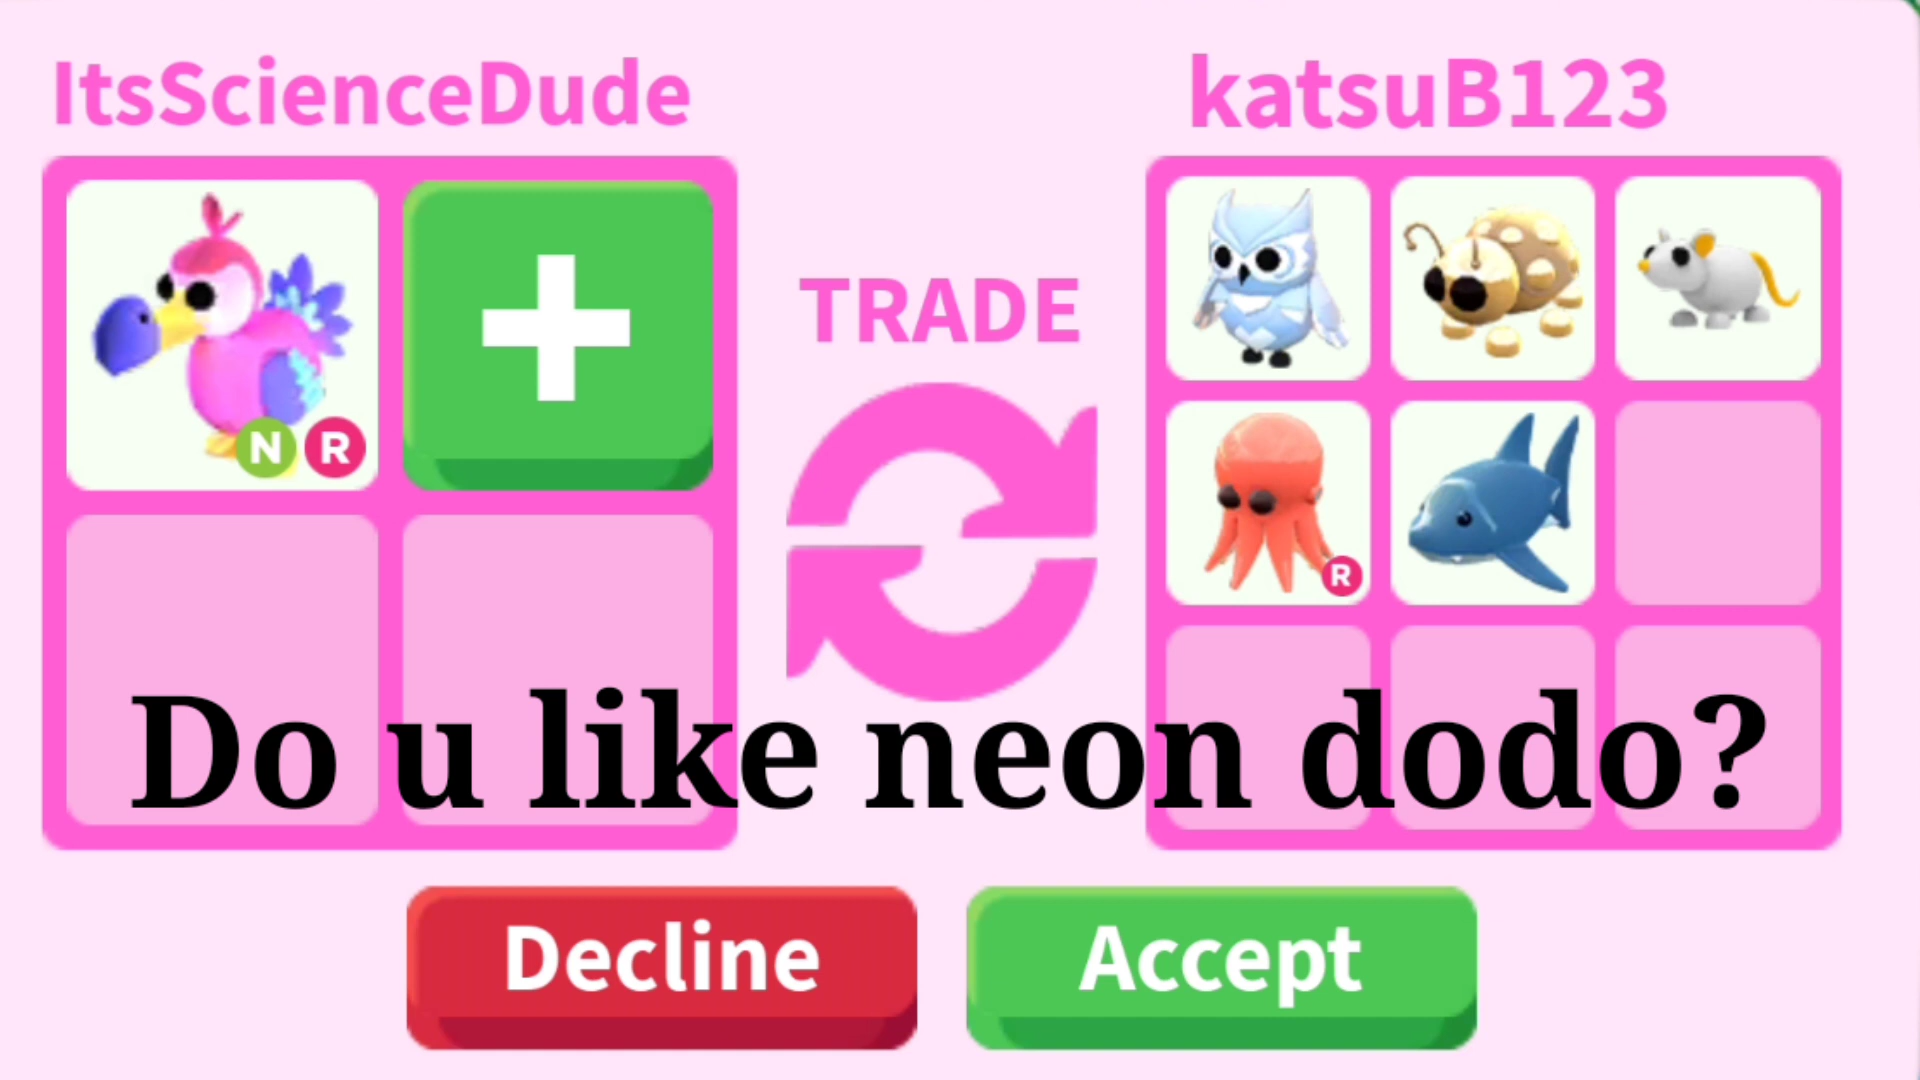 ItsScienceDude
katsuB123
N R
TRADE
R
Do u like neon dodo?
Decline
Accept